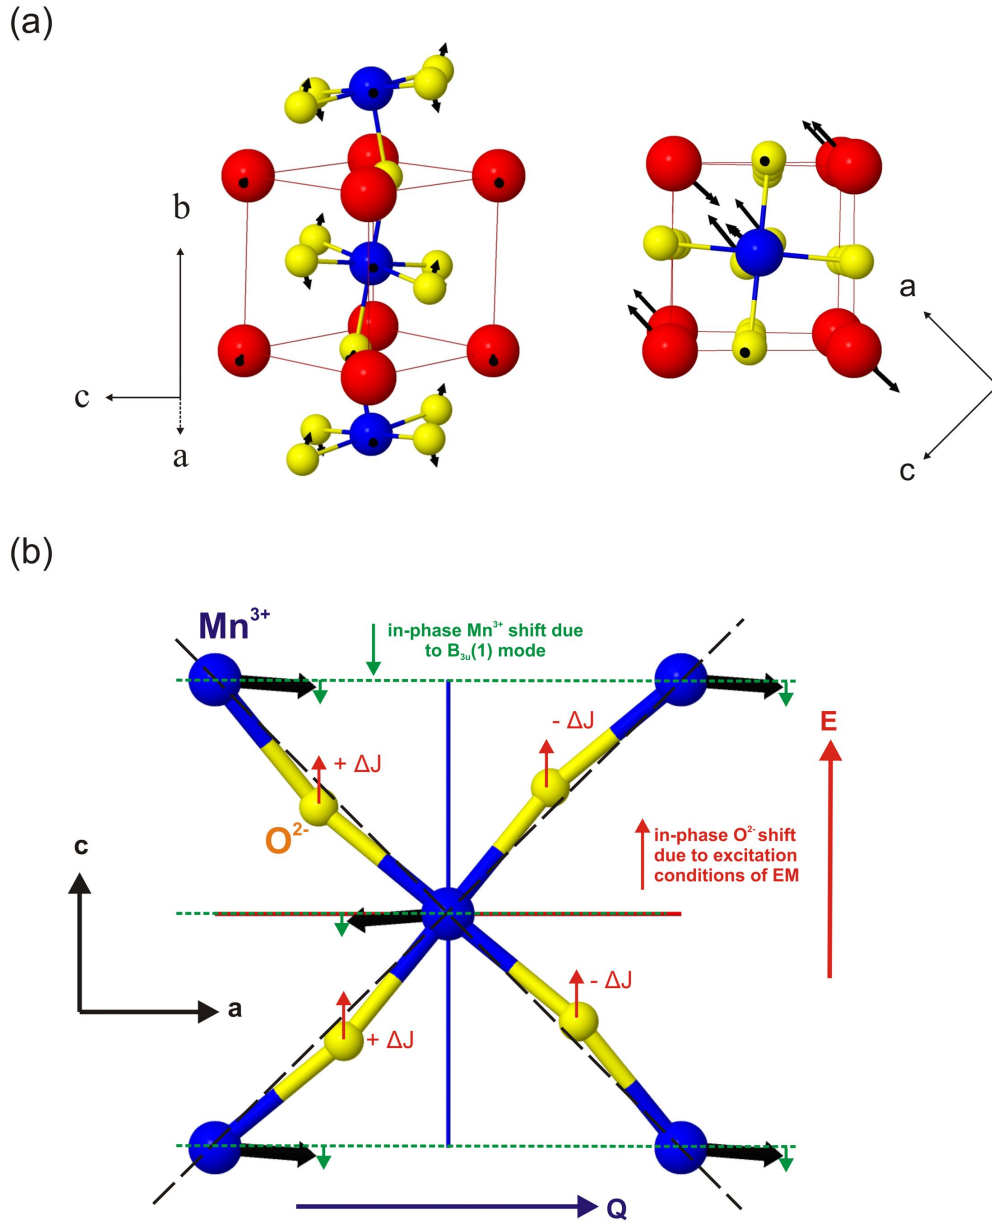 (a)
b
c
a
a
c
(b)
Mn³⁺
in-phase Mn³⁺ shift due
to B₃ᵤ(1) mode
- ΔJ
E
+ ΔJ
O²⁻
in-phase O²⁻ shift
due to excitation
conditions of EM
c
- ΔJ
a
+ ΔJ
Q